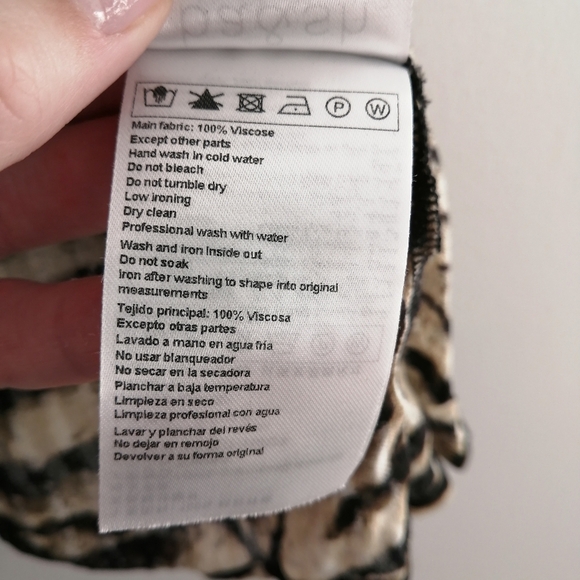 ba&sh
P W
Main fabric: 100% Viscose
Except other parts
Hand wash in cold water
Do not bleach
Do not tumble dry
Low ironing
Dry clean
Professional wash with water
Wash and iron inside out
Do not soak
Iron after washing to shape into original
measurements
Tejido principal: 100% Viscosa
Excepto otras partes
Lavado a mano en agua fria
No usar blanqueador
No secar en la secadora
Planchar a baja temperatura
Limpieza en seco
Limpieza profesional con agua
Lavar y planchar del revés
No dejar en remojo
Devolver a su forma original